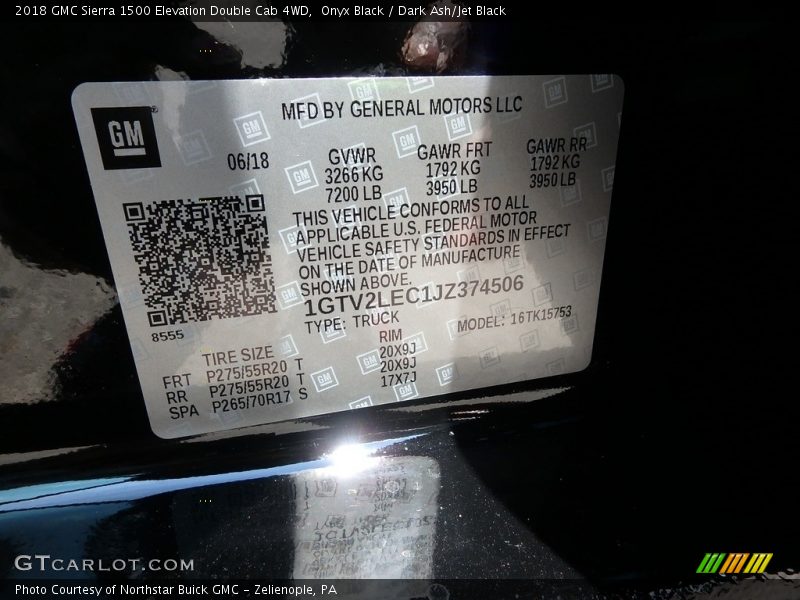 2018 GMC Sierra 1500 Elevation Double Cab 4WD, Onyx Black / Dark Ash/Jet Black
GM
MFD BY GENERAL MOTORS LLC
06/18
GVWR GAWR FRT GAWR RR
3266 KG 1792 KG 1792 KG
7200 LB 3950 LB 3950 LB
THIS VEHICLE CONFORMS TO ALL
APPLICABLE U.S. FEDERAL MOTOR
VEHICLE SAFETY STANDARDS IN EFFECT
ON THE DATE OF MANUFACTURE
SHOWN ABOVE.
1GTV2LEC1JZ374506
8555
TYPE: TRUCK MODEL: 16TK15753
TIRE SIZE RIM
FRT P275/55R20 T 20X9J
RR P275/55R20 T 20X9J
SPA P265/70R17 S 17X7J
GTCARLOT.COM
Photo Courtesy of Northstar Buick GMC – Zelienople, PA